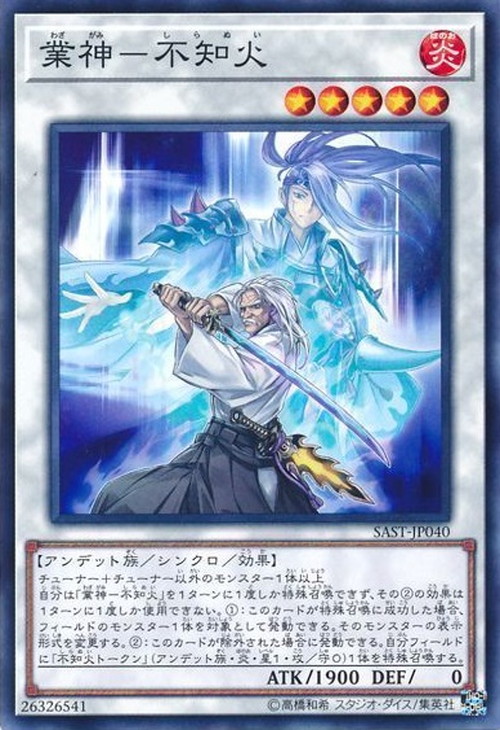 業神－不知火
炎
SAST-JP040
【アンデット族／シンクロ／効果】
チューナー＋チューナー以外のモンスター1体以上
自分は「業神－不知火」を1ターンに1度しか特殊召喚できず、その②の効果は
1ターンに1度しか使用できない。①：このカードが特殊召喚に成功した場合、
フィールドのモンスター1体を対象として発動できる。そのモンスターの表示
形式を変更する。②：このカードが除外された場合に発動できる。自分フィールド
に「不知火トークン」（アンデット族・炎・星1・攻／守0）1体を特殊召喚する。
ATK/1900 DEF/ 0
26326541
©高橋和希 スタジオ・ダイス/集英社